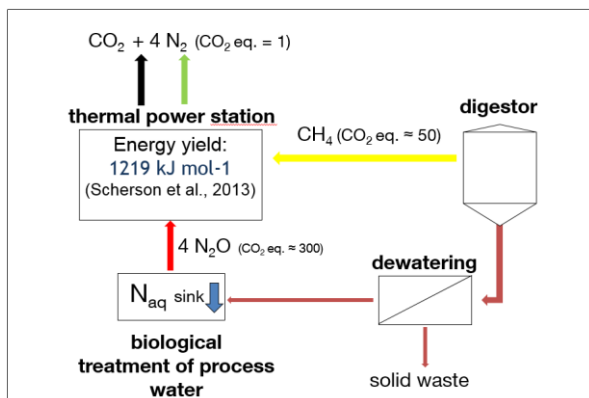 CO₂ + 4 N₂ (CO₂ eq. = 1)
thermal power station
Energy yield:
1219 kJ mol-1
(Scherson et al., 2013)
CH₄ (CO₂ eq. ≈ 50)
digestor
4 N₂O (CO₂ eq. ≈ 300)
dewatering
Nₐq sink
biological
treatment of process
water
solid waste